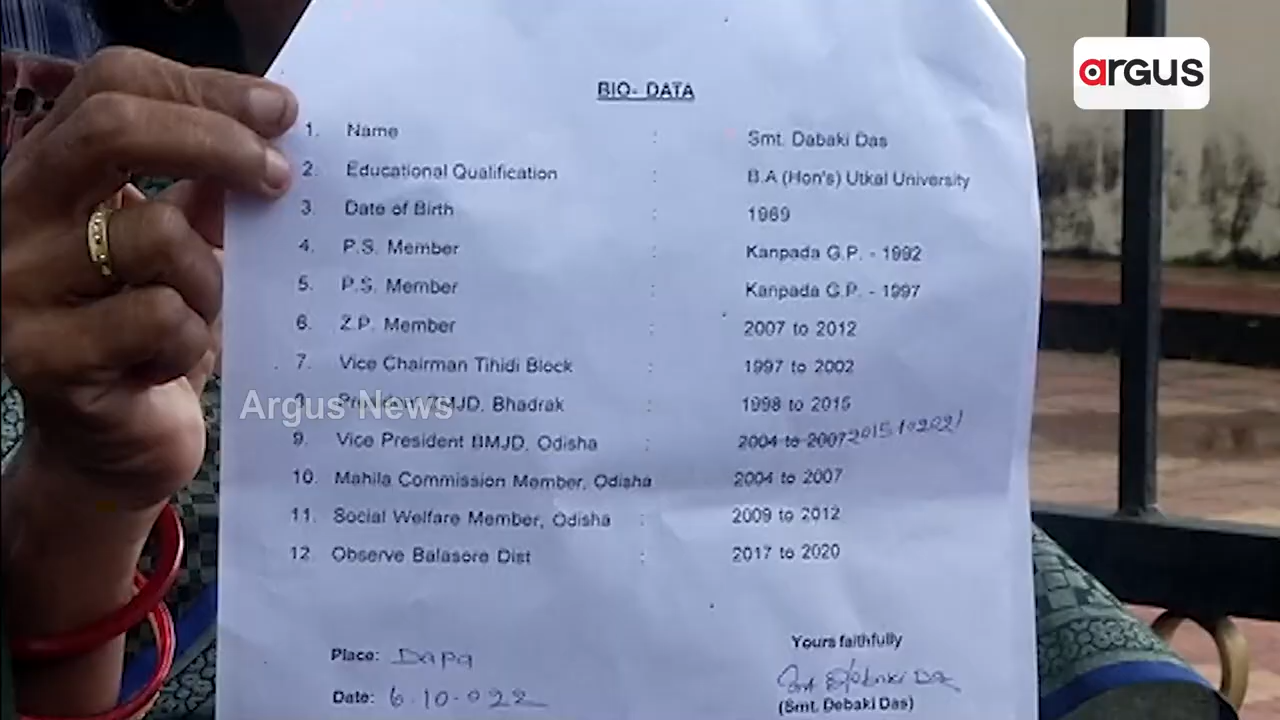 argus
BIO- DATA
1. Name : Smt. Dabaki Das
2. Educational Qualification : B.A (Hon's) Utkal University
3. Date of Birth : 1969
4. P.S. Member : Kanpada G.P. - 1992
5. P.S. Member : Kanpada G.P. - 1997
6. Z.P. Member : 2007 to 2012
7. Vice Chairman Tihidi Block : 1997 to 2002
Argus News
8. President BMJD, Bhadrak : 1998 to 2015
9. Vice President BMJD, Odisha : 2004 to 2007 2015 to 2021
10. Mahila Commission Member, Odisha 2004 to 2007
11. Social Welfare Member, Odisha : 2009 to 2012
12. Observe Balasore Dist : 2017 to 2020
Yours faithfully
Place: Dapa
Date: 6.10.022
(Smt. Debaki Das)